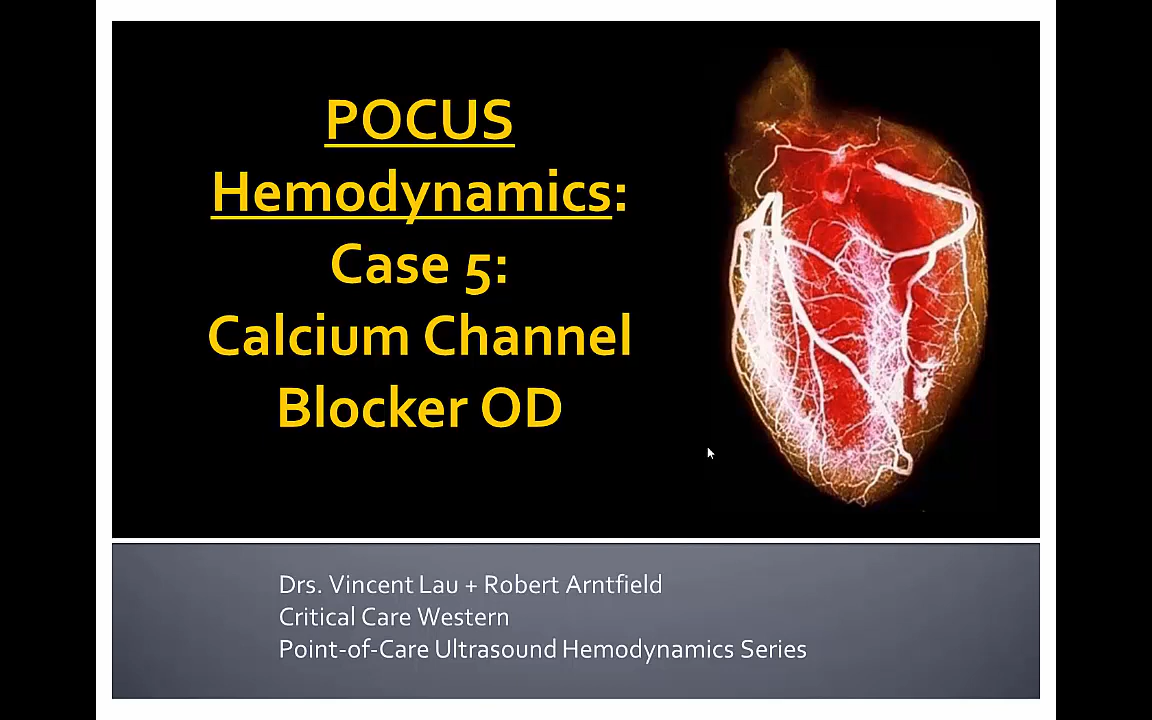 POCUS
Hemodynamics:
Case 5:
Calcium Channel
Blocker OD
Drs. Vincent Lau + Robert Arntfield
Critical Care Western
Point-of-Care Ultrasound Hemodynamics Series